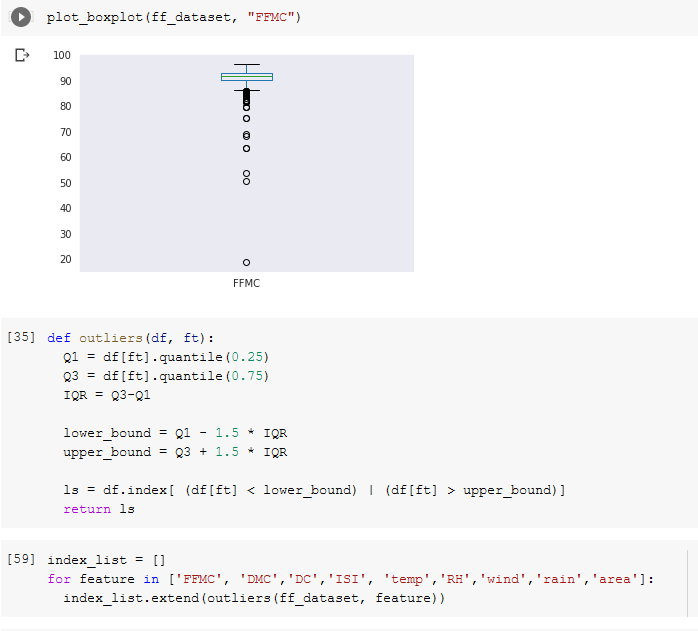 plot_boxplot(ff_dataset, "FFMC")
100
90
80
70
60
50
40
30
20
FFMC
[35] def outliers(df, ft):
Q1 = df[ft].quantile(0.25)
Q3 = df[ft].quantile(0.75)
IQR = Q3-Q1
lower_bound = Q1 - 1.5 * IQR
upper_bound = Q3 + 1.5 * IQR
ls = df.index[ (df[ft] < lower_bound) | (df[ft] > upper_bound)]
return ls
[59] index_list = []
for feature in ['FFMC', 'DMC','DC','ISI', 'temp','RH','wind','rain','area']:
index_list.extend(outliers(ff_dataset, feature))